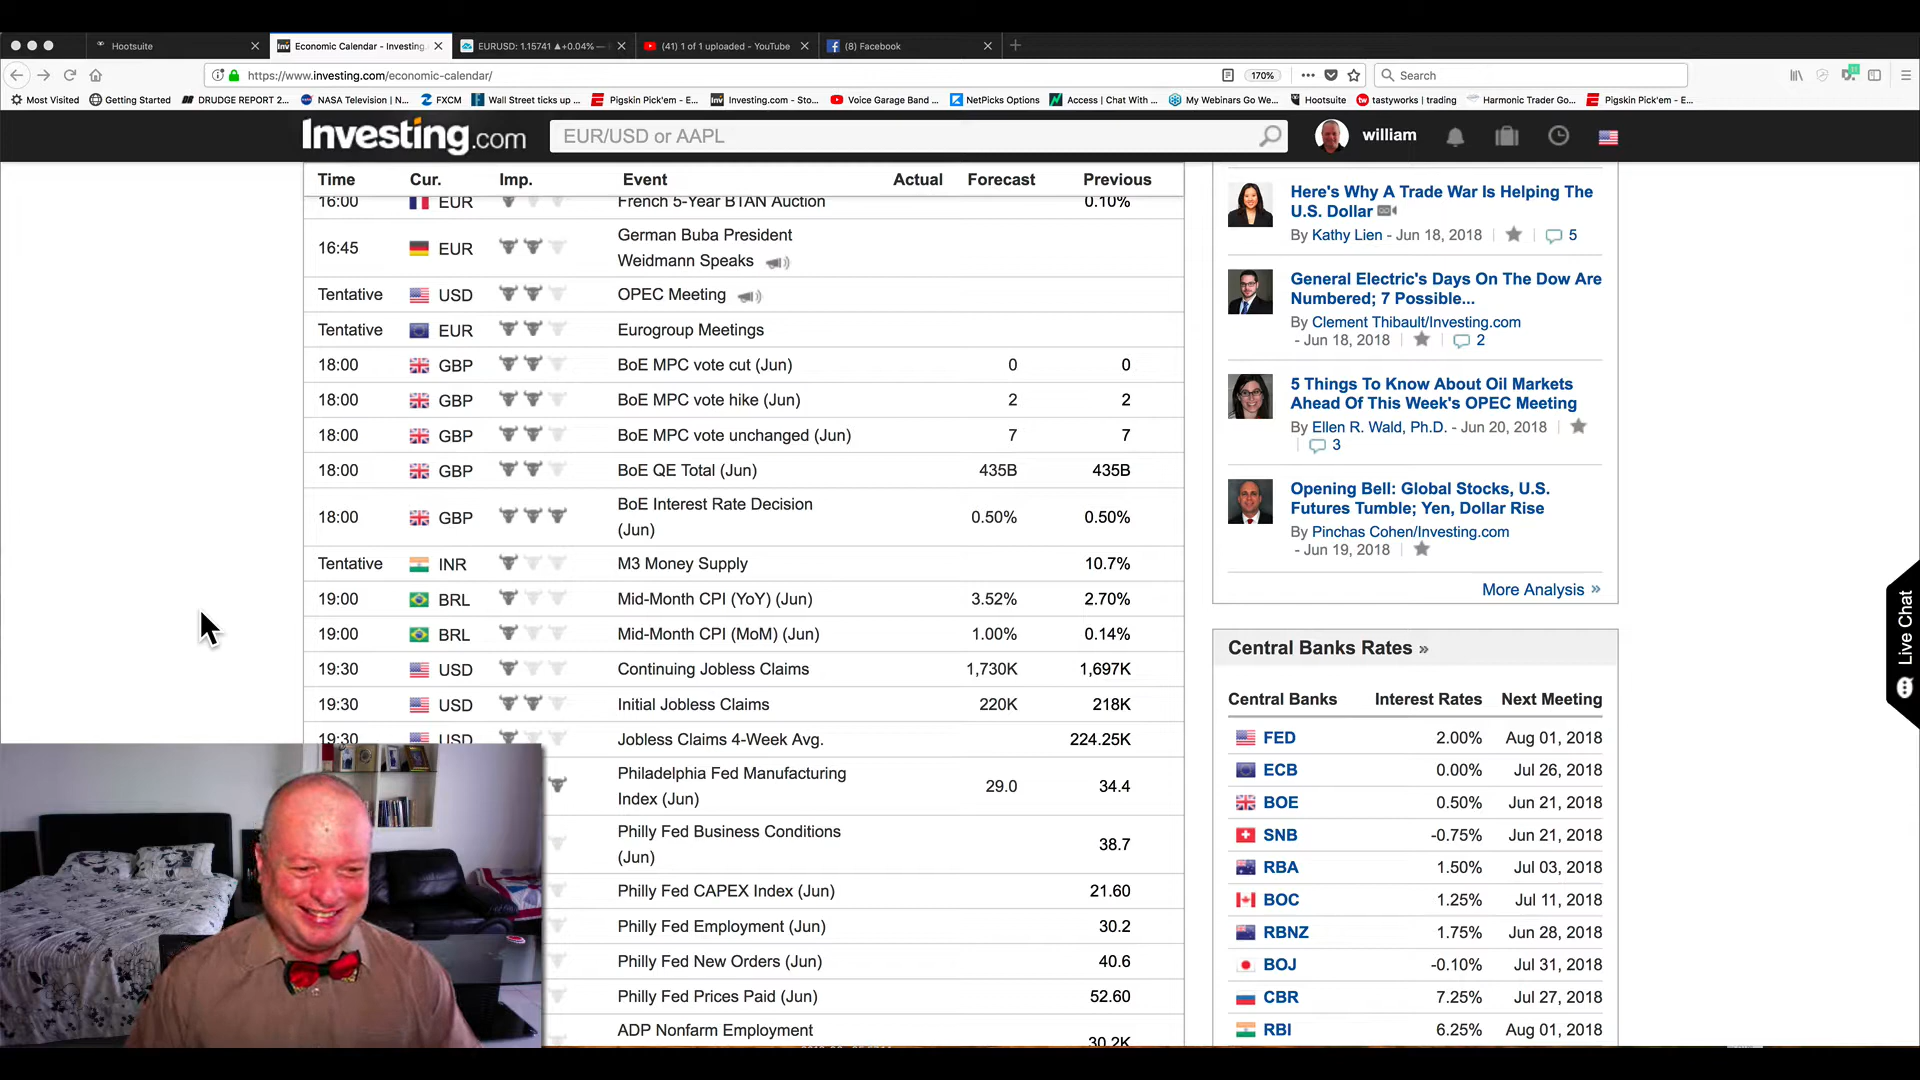 Hootsuite
Economic Calendar - Investing
EURUSD: 1.15741 ▲+0.04% —
(41) 1 of 1 uploaded - YouTube
(8) Facebook
https://www.investing.com/economic-calendar/
170%
Search
Most Visited
Getting Started
DRUDGE REPORT 2...
NASA Television | N...
FXCM
Wall Street ticks up ...
Pigskin Pick'em - E...
Investing.com - Sto...
Voice Garage Band ...
NetPicks Options
Access | Chat With ...
My Webinars Go We...
Hootsuite
tastyworks | trading
Harmonic Trader Go...
Pigskin Pick'em - E...
Investing.com
EUR/USD or AAPL
william
Time Cur. Imp. Event Actual Forecast Previous
16:00 EUR French 5-Year BTAN Auction 0.10%
16:45 EUR German Buba President
Weidmann Speaks
Tentative USD OPEC Meeting
Tentative EUR Eurogroup Meetings
18:00 GBP BoE MPC vote cut (Jun) 0 0
18:00 GBP BoE MPC vote hike (Jun) 2 2
18:00 GBP BoE MPC vote unchanged (Jun) 7 7
18:00 GBP BoE QE Total (Jun) 435B 435B
18:00 GBP BoE Interest Rate Decision
(Jun) 0.50% 0.50%
Tentative INR M3 Money Supply 10.7%
19:00 BRL Mid-Month CPI (YoY) (Jun) 3.52% 2.70%
19:00 BRL Mid-Month CPI (MoM) (Jun) 1.00% 0.14%
19:30 USD Continuing Jobless Claims 1,730K 1,697K
19:30 USD Initial Jobless Claims 220K 218K
19:30 USD Jobless Claims 4-Week Avg. 224.25K
Philadelphia Fed Manufacturing
Index (Jun) 29.0 34.4
Philly Fed Business Conditions
(Jun) 38.7
Philly Fed CAPEX Index (Jun) 21.60
Philly Fed Employment (Jun) 30.2
Philly Fed New Orders (Jun) 40.6
Philly Fed Prices Paid (Jun) 52.60
ADP Nonfarm Employment
30.2K
Here's Why A Trade War Is Helping The
U.S. Dollar
By Kathy Lien - Jun 18, 2018 5
General Electric's Days On The Dow Are
Numbered; 7 Possible...
By Clement Thibault/Investing.com
- Jun 18, 2018 2
5 Things To Know About Oil Markets
Ahead Of This Week's OPEC Meeting
By Ellen R. Wald, Ph.D. - Jun 20, 2018
3
Opening Bell: Global Stocks, U.S.
Futures Tumble; Yen, Dollar Rise
By Pinchas Cohen/Investing.com
- Jun 19, 2018
More Analysis »
Central Banks Rates »
Central Banks Interest Rates Next Meeting
FED 2.00% Aug 01, 2018
ECB 0.00% Jul 26, 2018
BOE 0.50% Jun 21, 2018
SNB -0.75% Jun 21, 2018
RBA 1.50% Jul 03, 2018
BOC 1.25% Jul 11, 2018
RBNZ 1.75% Jun 28, 2018
BOJ -0.10% Jul 31, 2018
CBR 7.25% Jul 27, 2018
RBI 6.25% Aug 01, 2018
Live Chat